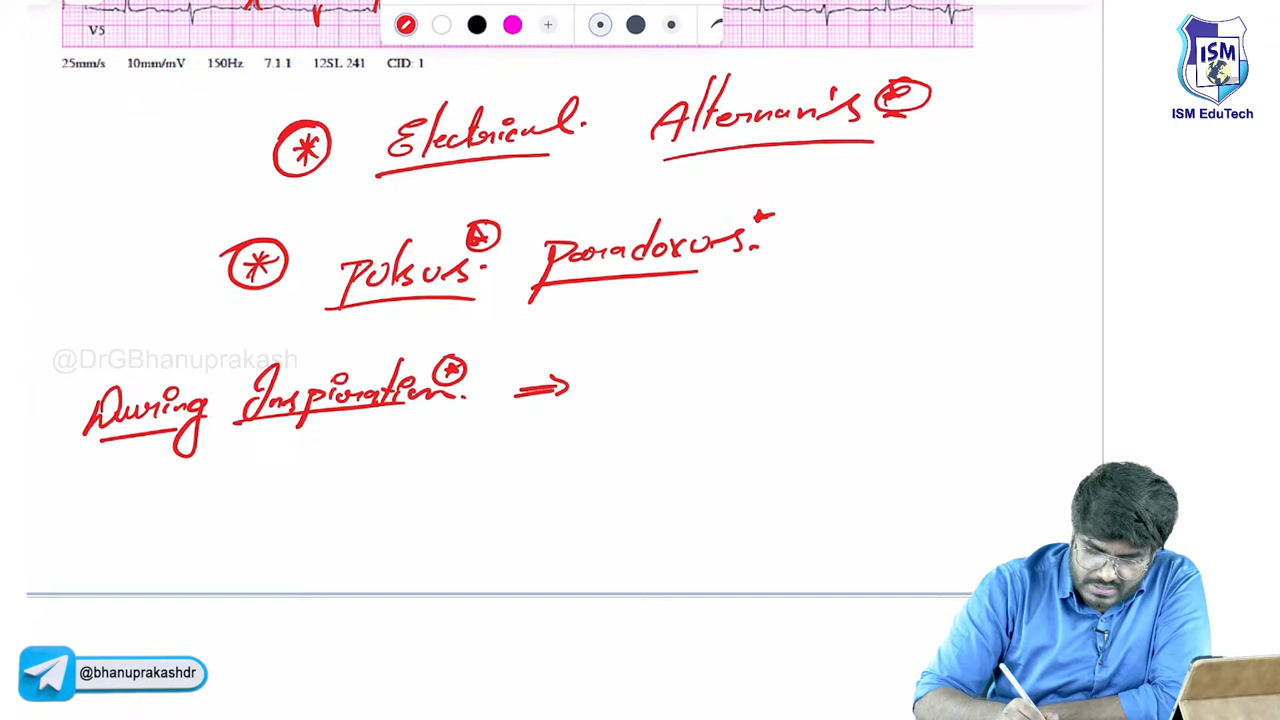 V5
25mm/s 10mm/mV 150Hz 7.1.1 12SL 241 CID: 1
ISM
ISM EduTech
Electrical. Alternanis
pulsus. paradoxus.
@DrGBhanuprakash
During Inspiration. ⇒
@bhanuprakashdr